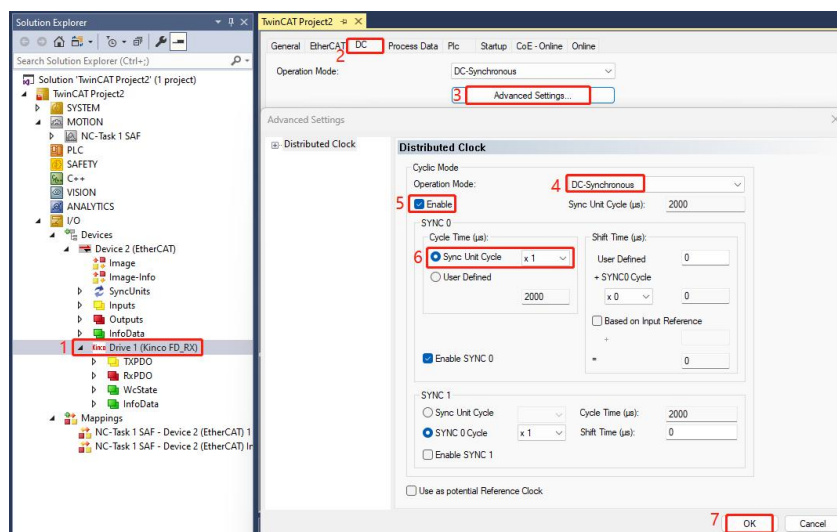 Solution Explorer
Search Solution Explorer (Ctrl+;)
Solution 'TwinCAT Project2' (1 project)
TwinCAT Project2
SYSTEM
MOTION
NC-Task 1 SAF
PLC
SAFETY
C++
VISION
ANALYTICS
I/O
Devices
Device 2 (EtherCAT)
Image
Image-Info
SyncUnits
Inputs
Outputs
InfoData
1 Kinco Drive 1 (Kinco FD_RX)
TXPDO
RxPDO
WcState
InfoData
Mappings
NC-Task 1 SAF - Device 2 (EtherCAT) 1
NC-Task 1 SAF - Device 2 (EtherCAT) In
TwinCAT Project2
General EtherCAT DC Process Data Plc Startup CoE - Online Online
2
Operation Mode: DC-Synchronous
3 Advanced Settings...
Advanced Settings
Distributed Clock
Distributed Clock
Cyclic Mode
Operation Mode: 4 DC-Synchronous
5 Enable Sync Unit Cycle (µs): 2000
SYNC 0
Cycle Time (µs): Shift Time (µs):
6 Sync Unit Cycle x 1 User Defined 0
User Defined + SYNC0 Cycle
2000 x 0 0
Based on Input Reference
+
Enable SYNC 0 = 0
SYNC 1
Sync Unit Cycle Cycle Time (µs): 2000
SYNC 0 Cycle x 1 Shift Time (µs): 0
Enable SYNC 1
Use as potential Reference Clock
7 OK Cancel